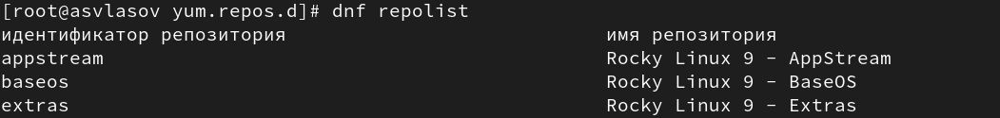 [root@asvlasov yum.repos.d]# dnf repolist
идентификатор репозитория имя репозитория
appstream Rocky Linux 9 - AppStream
baseos Rocky Linux 9 - BaseOS
extras Rocky Linux 9 - Extras